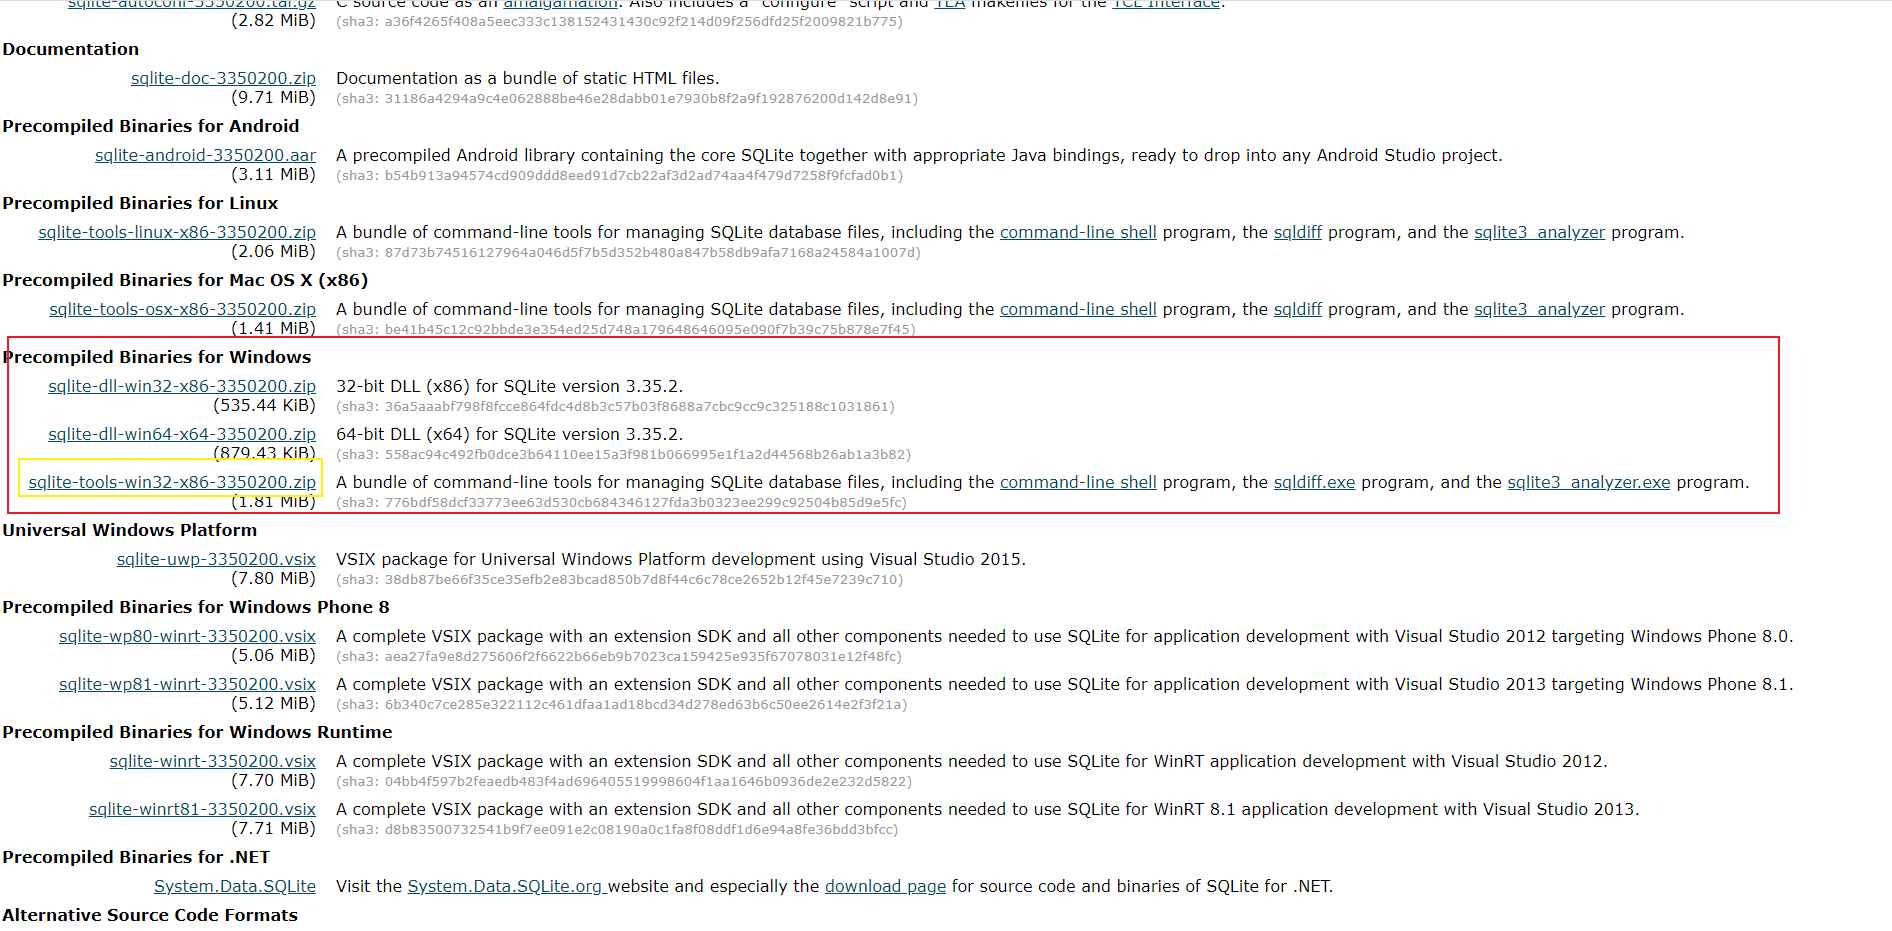 sqlite-autoconf-3350200.tar.gz C source code as an amalgamation. Also includes a "configure" script and TEA makefiles for the TCL Interface.
(2.82 MiB) (sha3: a36f4265f408a5eec333c138152431430c92f214d09f256dfd25f2009821b775)
Documentation
sqlite-doc-3350200.zip Documentation as a bundle of static HTML files.
(9.71 MiB) (sha3: 31186a4294a9c4e062888be46e28dabb01e7930b8f2a9f192876200d142d8e91)
Precompiled Binaries for Android
sqlite-android-3350200.aar A precompiled Android library containing the core SQLite together with appropriate Java bindings, ready to drop into any Android Studio project.
(3.11 MiB) (sha3: b54b913a94574cd909ddd8eed91d7cb22af3d2ad74aa4f479d7258f9fcfad0b1)
Precompiled Binaries for Linux
sqlite-tools-linux-x86-3350200.zip A bundle of command-line tools for managing SQLite database files, including the command-line shell program, the sqldiff program, and the sqlite3_analyzer program.
(2.06 MiB) (sha3: 87d73b74516127964a046d5f7b5d352b480a847b58db9afa7168a24584a1007d)
Precompiled Binaries for Mac OS X (x86)
sqlite-tools-osx-x86-3350200.zip A bundle of command-line tools for managing SQLite database files, including the command-line shell program, the sqldiff program, and the sqlite3_analyzer program.
(1.41 MiB) (sha3: be41b45c12c92bbde3e354ed25d748a179648646095e090f7b39c75b878e7f45)
Precompiled Binaries for Windows
sqlite-dll-win32-x86-3350200.zip 32-bit DLL (x86) for SQLite version 3.35.2.
(535.44 KiB) (sha3: 36a5aaabf798f8fcce864fdc4d8b3c57b03f8688a7cbc9cc9c325188c1031861)
sqlite-dll-win64-x64-3350200.zip 64-bit DLL (x64) for SQLite version 3.35.2.
(879.43 KiB) (sha3: 558ac94c492fb0dce3b64110ee15a3f981b066995e1f1a2d44568b26ab1a3b82)
sqlite-tools-win32-x86-3350200.zip A bundle of command-line tools for managing SQLite database files, including the command-line shell program, the sqldiff.exe program, and the sqlite3_analyzer.exe program.
(1.81 MiB) (sha3: 776bdf58dcf33773ee63d530cb684346127fda3b0323ee299c92504b85d9e5fc)
Universal Windows Platform
sqlite-uwp-3350200.vsix VSIX package for Universal Windows Platform development using Visual Studio 2015.
(7.80 MiB) (sha3: 38db87be66f35ce35efb2e83bcad850b7d8f44c6c78ce2652b12f45e7239c710)
Precompiled Binaries for Windows Phone 8
sqlite-wp80-winrt-3350200.vsix A complete VSIX package with an extension SDK and all other components needed to use SQLite for application development with Visual Studio 2012 targeting Windows Phone 8.0.
(5.06 MiB) (sha3: aea27fa9e8d275606f2f6622b66eb9b7023ca159425e935f67078031e12f48fc)
sqlite-wp81-winrt-3350200.vsix A complete VSIX package with an extension SDK and all other components needed to use SQLite for application development with Visual Studio 2013 targeting Windows Phone 8.1.
(5.12 MiB) (sha3: 6b340c7ce285e322112c461dfaa1ad18bcd34d278ed63b6c50ee2614e2f3f21a)
Precompiled Binaries for Windows Runtime
sqlite-winrt-3350200.vsix A complete VSIX package with an extension SDK and all other components needed to use SQLite for WinRT application development with Visual Studio 2012.
(7.70 MiB) (sha3: 04bb4f597b2feaedb483f4ad696405519998604f1aa1646b0936de2e232d5822)
sqlite-winrt81-3350200.vsix A complete VSIX package with an extension SDK and all other components needed to use SQLite for WinRT 8.1 application development with Visual Studio 2013.
(7.71 MiB) (sha3: d8b83500732541b9f7ee091e2c08190a0c1fa8f08ddf1d6e94a8fe36bdd3bfcc)
Precompiled Binaries for .NET
System.Data.SQLite Visit the System.Data.SQLite.org website and especially the download page for source code and binaries of SQLite for .NET.
Alternative Source Code Formats